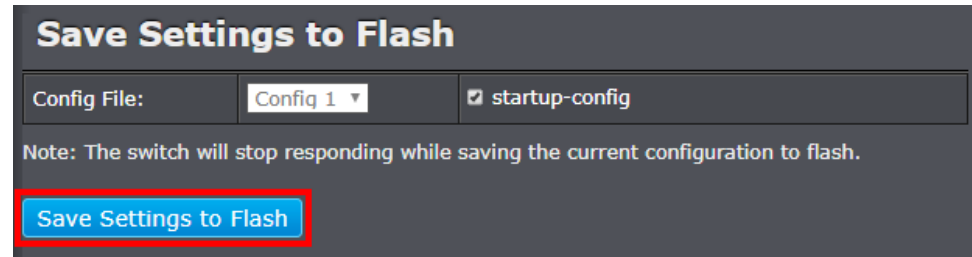 Save Settings to Flash
Config File: Config 1 startup-config
Note: The switch will stop responding while saving the current configuration to flash.
Save Settings to Flash